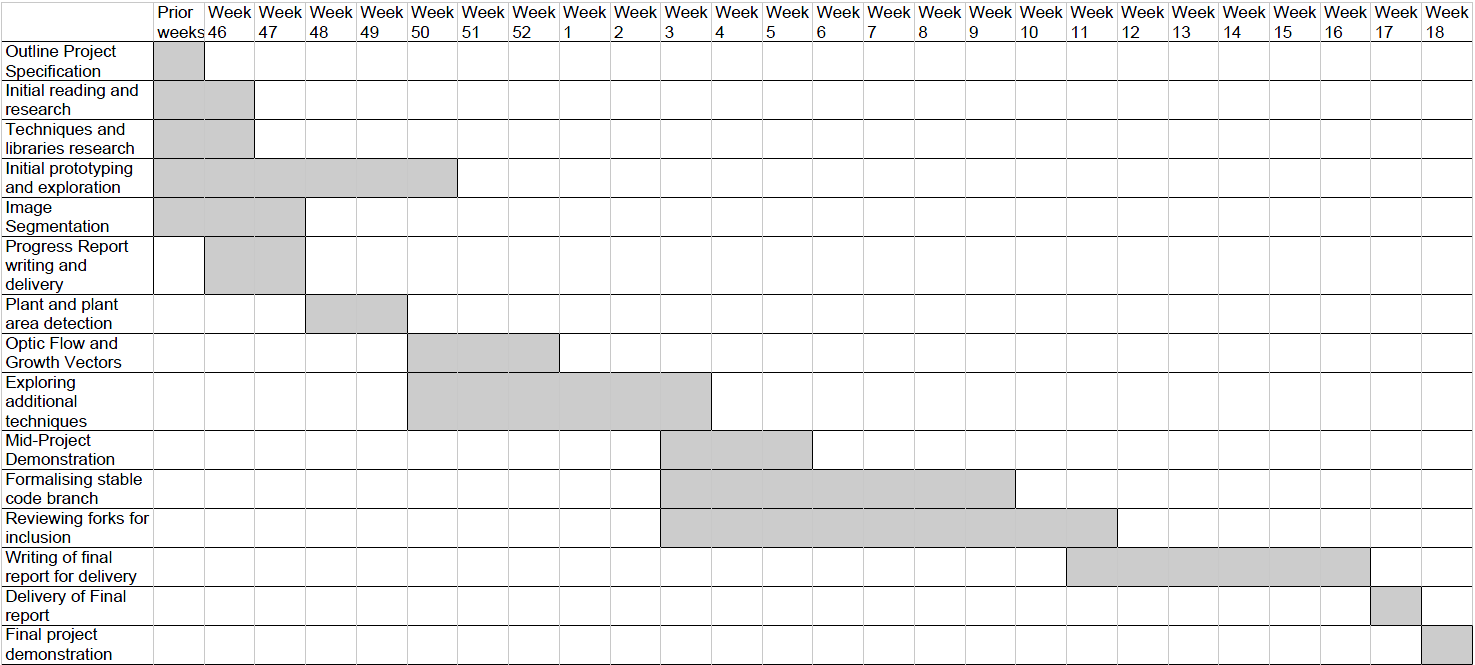 Prior Week Week Week Week Week Week Week Week Week Week Week Week Week Week Week Week Week Week Week Week Week Week Week Week Week
weeks 46 47 48 49 50 51 52 1 2 3 4 5 6 7 8 9 10 11 12 13 14 15 16 17 18
Outline Project
Specification
Initial reading and
research
Techniques and
libraries research
Initial prototyping
and exploration
Image
Segmentation
Progress Report
writing and
delivery
Plant and plant
area detection
Optic Flow and
Growth Vectors
Exploring
additional
techniques
Mid-Project
Demonstration
Formalising stable
code branch
Reviewing forks for
inclusion
Writing of final
report for delivery
Delivery of Final
report
Final project
demonstration